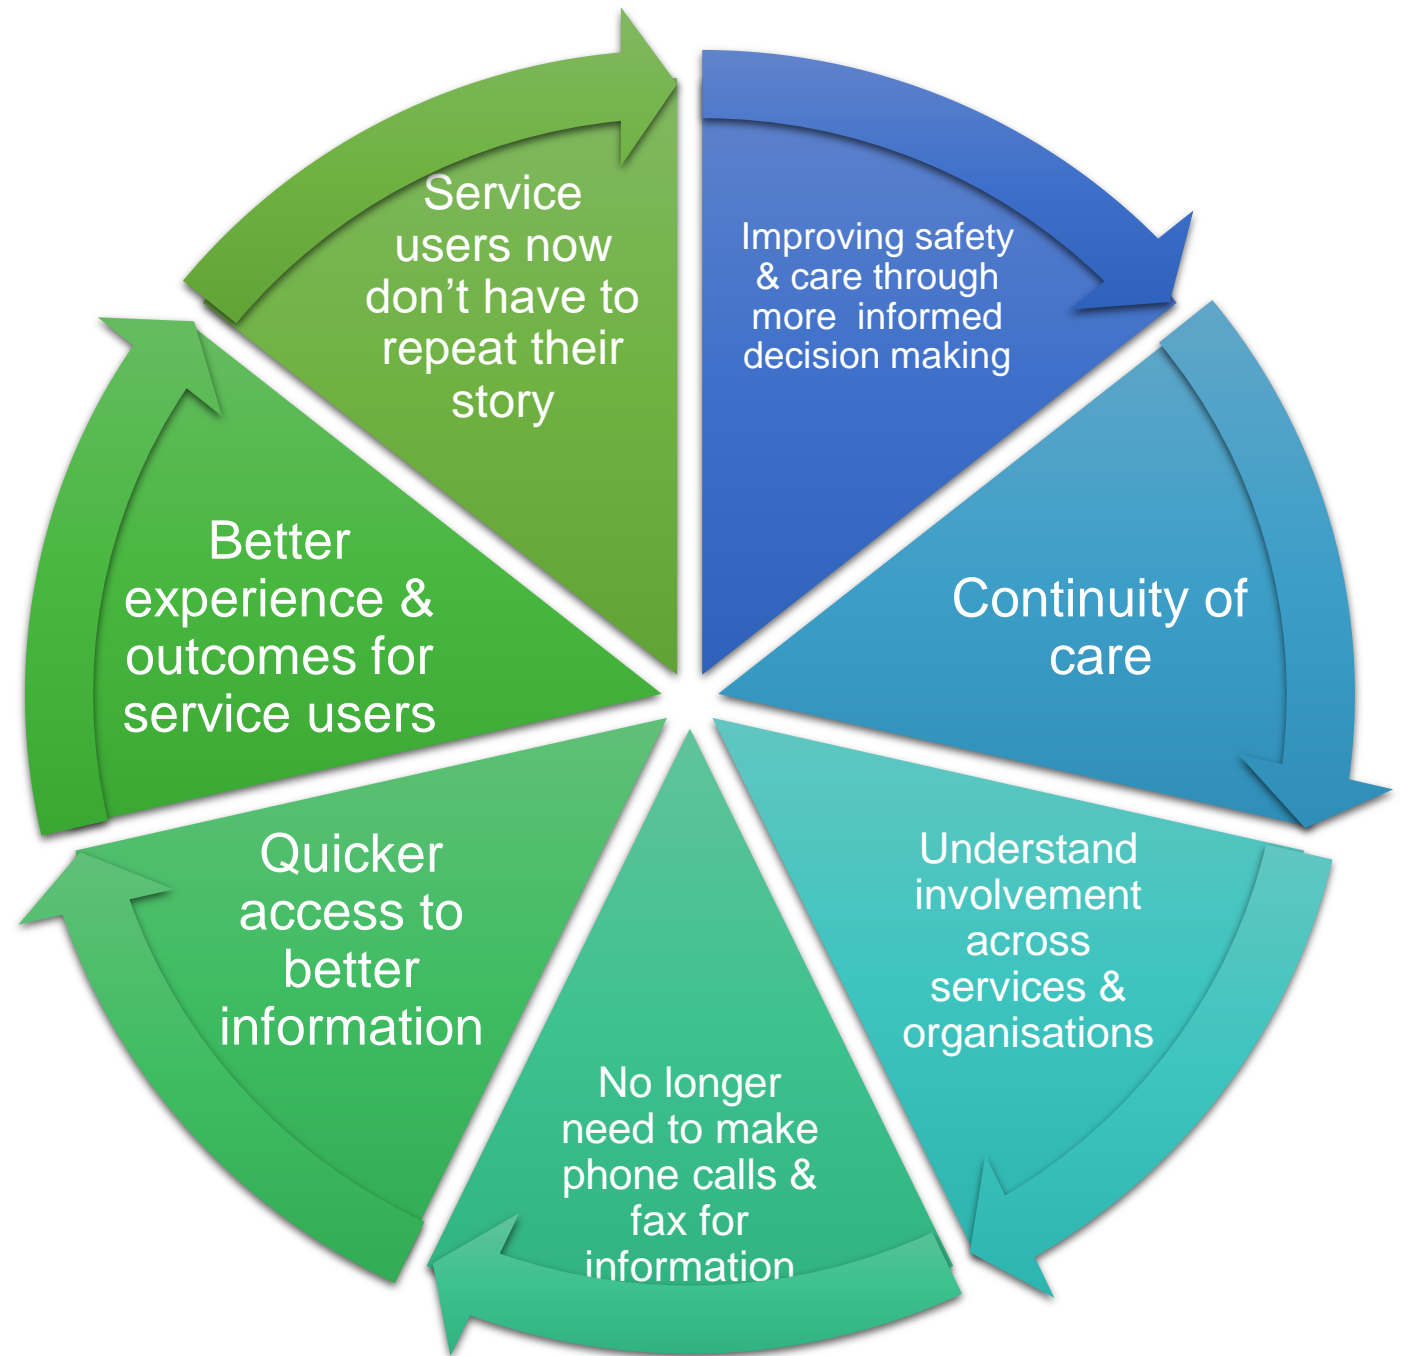 Improving safety
& care through
more  informed
decision making
Continuity of
care
Understand
involvement
across
services &
organisations
No longer
need to make
phone calls &
fax for
information
Quicker
access to
better
information
Better
experience &
outcomes for
service users
Service
users now
don’t have to
repeat their
story